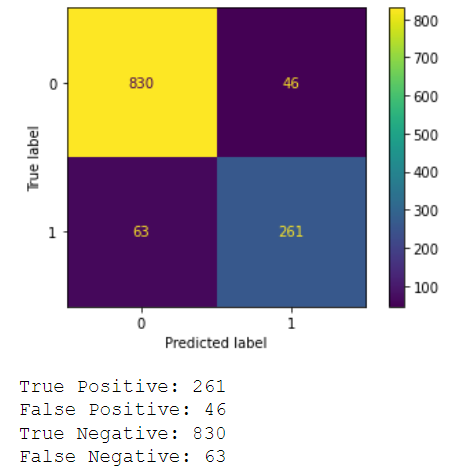 800
0
830
46
700
600
500
True label
400
300
1
63
261
200
100
0
1
Predicted label
True Positive: 261
False Positive: 46
True Negative: 830
False Negative: 63